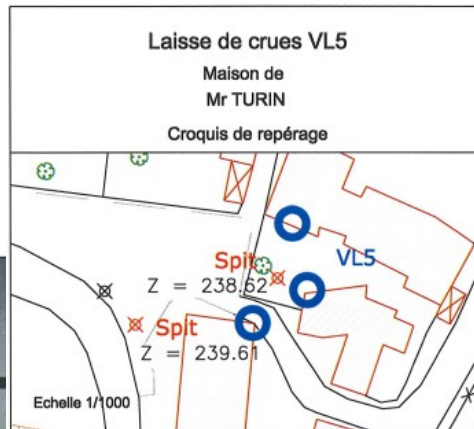 Laisse de crues VL5
Maison de
Mr TURIN
Croquis de repérage
Spit
VL5
Z = 238.62
Spit
Z = 239.61
Echelle 1/1000